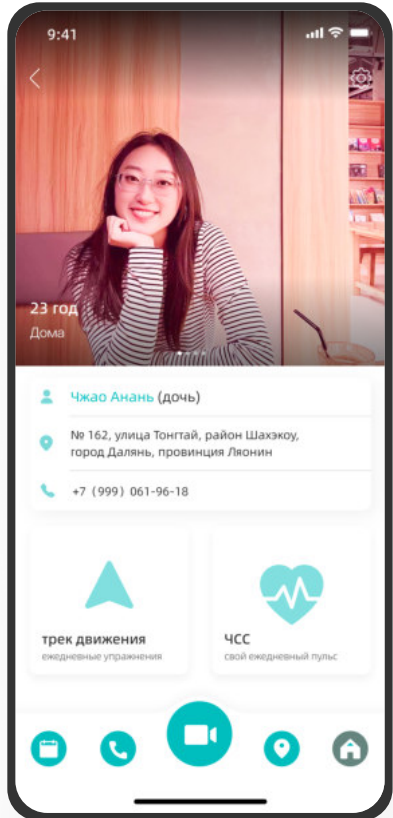 9:41
23 год
Дома
Чжао Анань (дочь)
№ 162, улица Тонгтай, район Шахэкоу,
город Далянь, провинция Ляонин
+7 (999) 061-96-18
трек движения
ежедневные упражнения
ЧСС
свой ежедневный пульс